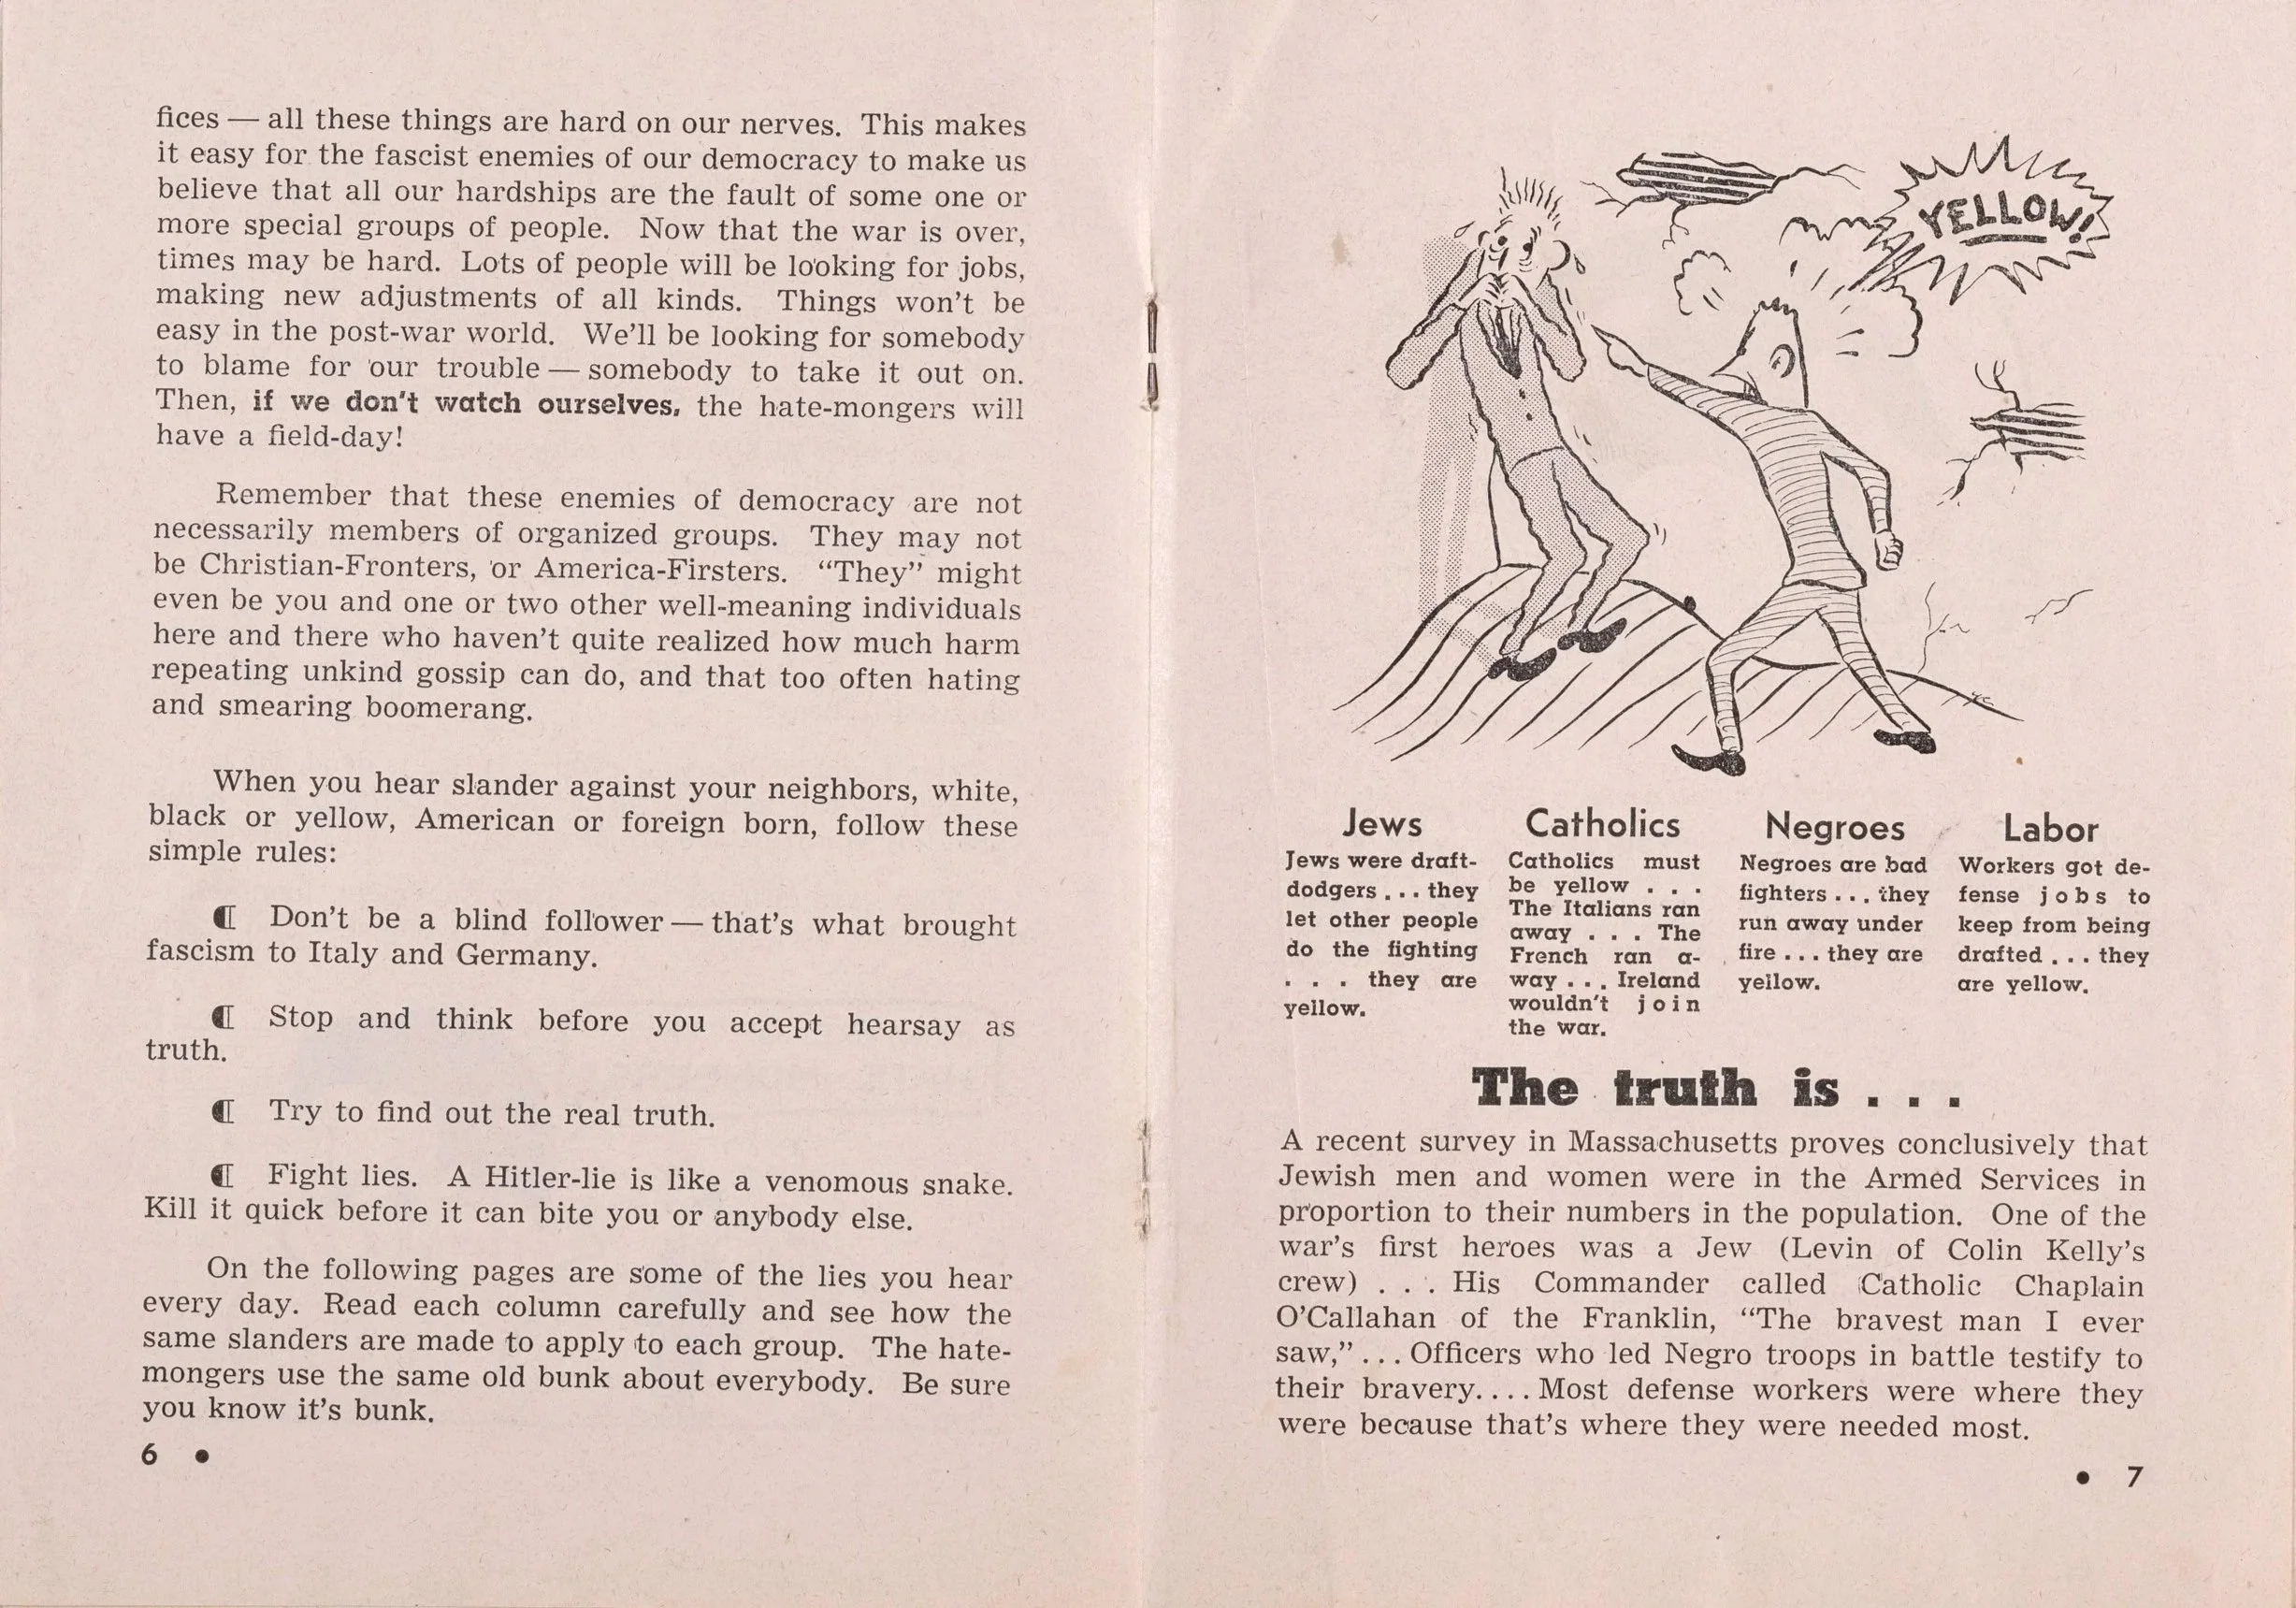 fices — all these things are hard on our nerves. This makes
it easy for the fascist enemies of our democracy to make us
believe that all our hardships are the fault of some one or
more special groups of people. Now that the war is over,
times may be hard. Lots of people will be looking for jobs,
making new adjustments of all kinds. Things won't be
easy in the post-war world. We'll be looking for somebody
to blame for our trouble — somebody to take it out on.
Then, if we don't watch ourselves, the hate-mongers will
have a field-day!
Remember that these enemies of democracy are not
necessarily members of organized groups. They may not
be Christian-Fronters, or America-Firsters. “They” might
even be you and one or two other well-meaning individuals
here and there who haven't quite realized how much harm
repeating unkind gossip can do, and that too often hating
and smearing boomerang.
When you hear slander against your neighbors, white,
black or yellow, American or foreign born, follow these
simple rules:
¶ Don't be a blind follower — that's what brought
fascism to Italy and Germany.
¶ Stop and think before you accept hearsay as
truth.
¶ Try to find out the real truth.
¶ Fight lies. A Hitler-lie is like a venomous snake.
Kill it quick before it can bite you or anybody else.
On the following pages are some of the lies you hear
every day. Read each column carefully and see how the
same slanders are made to apply to each group. The hate-
mongers use the same old bunk about everybody. Be sure
you know it's bunk.
6 •
YELLOW!
Jews
Jews were draft-
dodgers . . . they
let other people
do the fighting
. . . they are
yellow.
Catholics
Catholics must
be yellow . . .
The Italians ran
away . . . The
French ran a-
way . . . Ireland
wouldn't join
the war.
Negroes
Negroes are bad
fighters . . . they
run away under
fire . . . they are
yellow.
Labor
Workers got de-
fense jobs to
keep from being
drafted . . . they
are yellow.
The truth is . . .
A recent survey in Massachusetts proves conclusively that
Jewish men and women were in the Armed Services in
proportion to their numbers in the population. One of the
war's first heroes was a Jew (Levin of Colin Kelly's
crew) . . . His Commander called Catholic Chaplain
O'Callahan of the Franklin, “The bravest man I ever
saw,” . . . Officers who led Negro troops in battle testify to
their bravery. . . . Most defense workers were where they
were because that's where they were needed most.
• 7